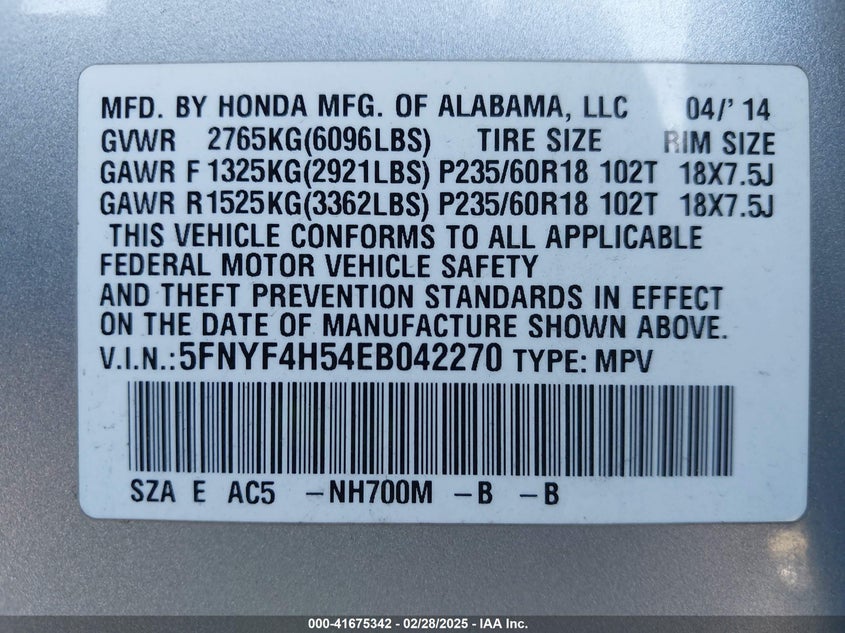 MFD. BY HONDA MFG. OF ALABAMA, LLC 04/' 14
GVWR 2765KG(6096LBS) TIRE SIZE RIM SIZE
GAWR F 1325KG(2921LBS) P235/60R18 102T 18X7.5J
GAWR R1525KG(3362LBS) P235/60R18 102T 18X7.5J
THIS VEHICLE CONFORMS TO ALL APPLICABLE
FEDERAL MOTOR VEHICLE SAFETY
AND THEFT PREVENTION STANDARDS IN EFFECT
ON THE DATE OF MANUFACTURE SHOWN ABOVE.
V.I.N.:5FNYF4H54EB042270 TYPE: MPV
SZA E AC5 -NH700M -B -B
000-41675342 - 02/28/2025 - IAA Inc.